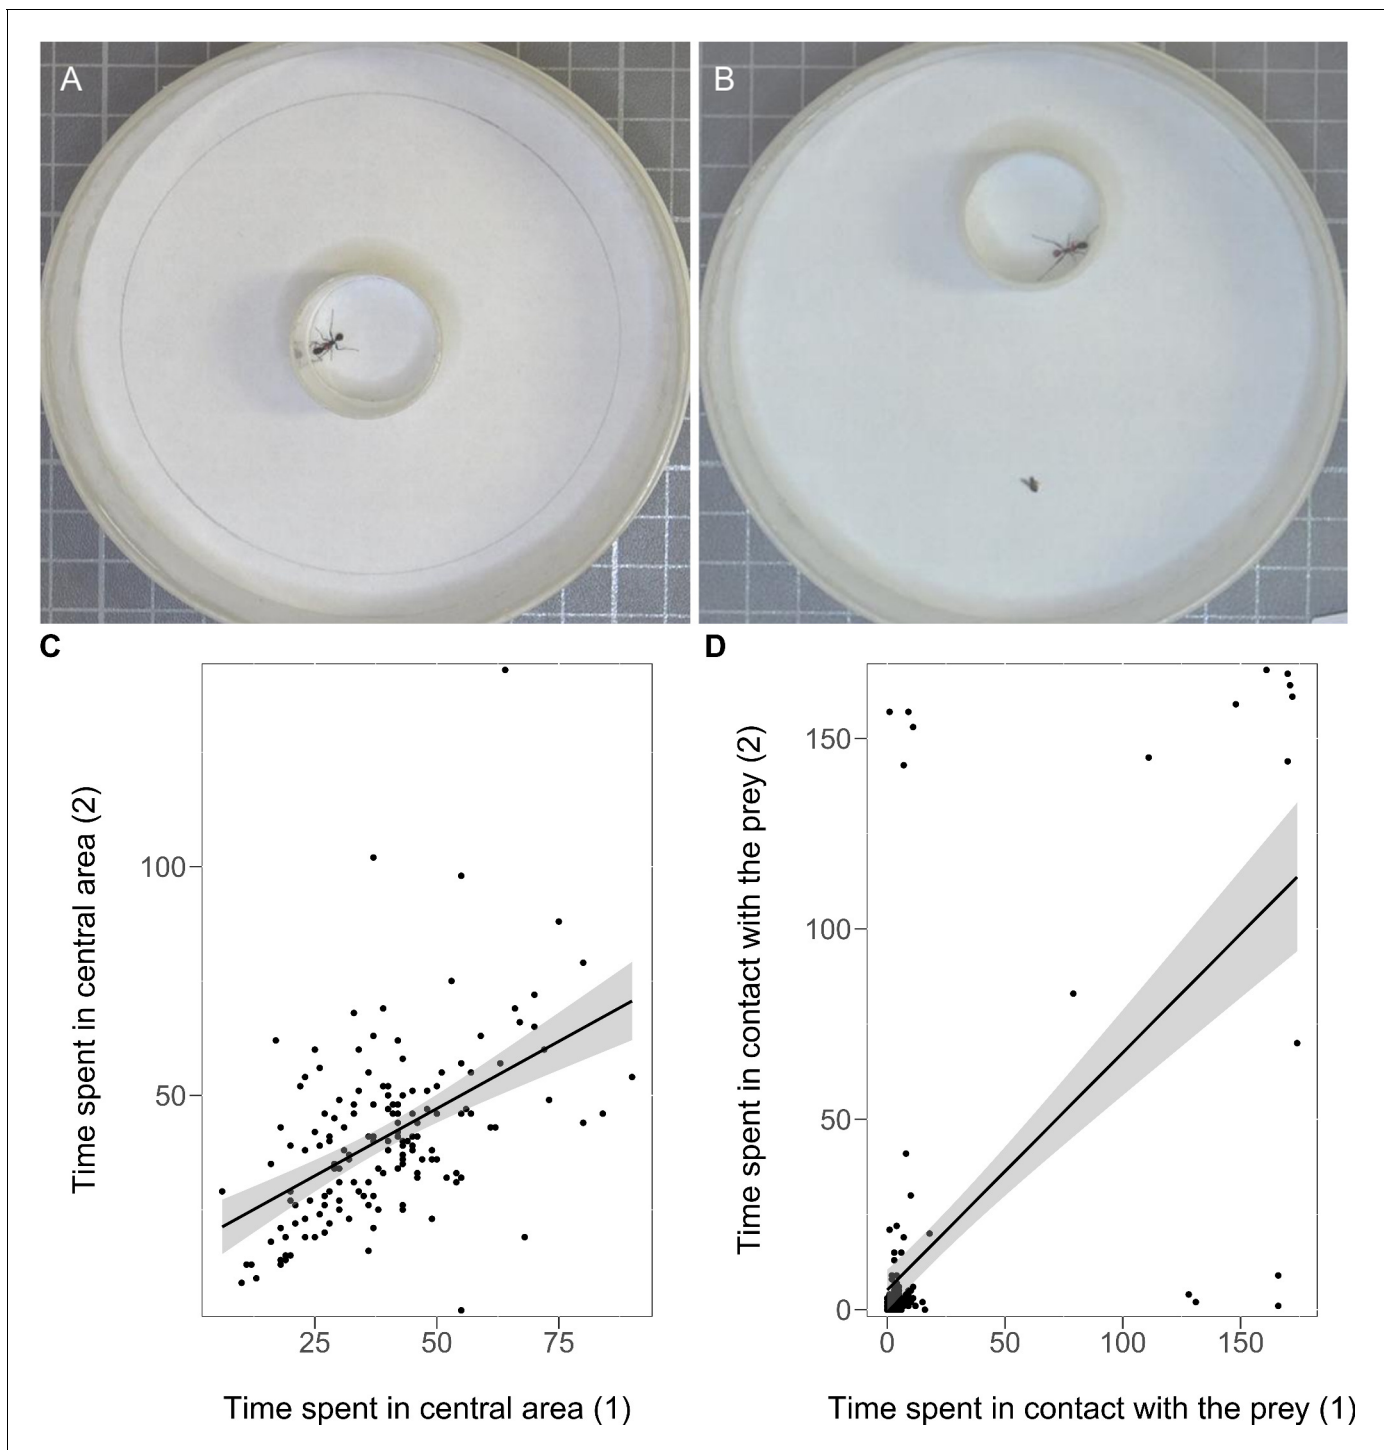 A
B
C
D
Time spent in central area (2)
100
50
25 50 75
Time spent in central area (1)
Time spent in contact with the prey (2)
150
100
50
0
0 50 100 150
Time spent in contact with the prey (1)